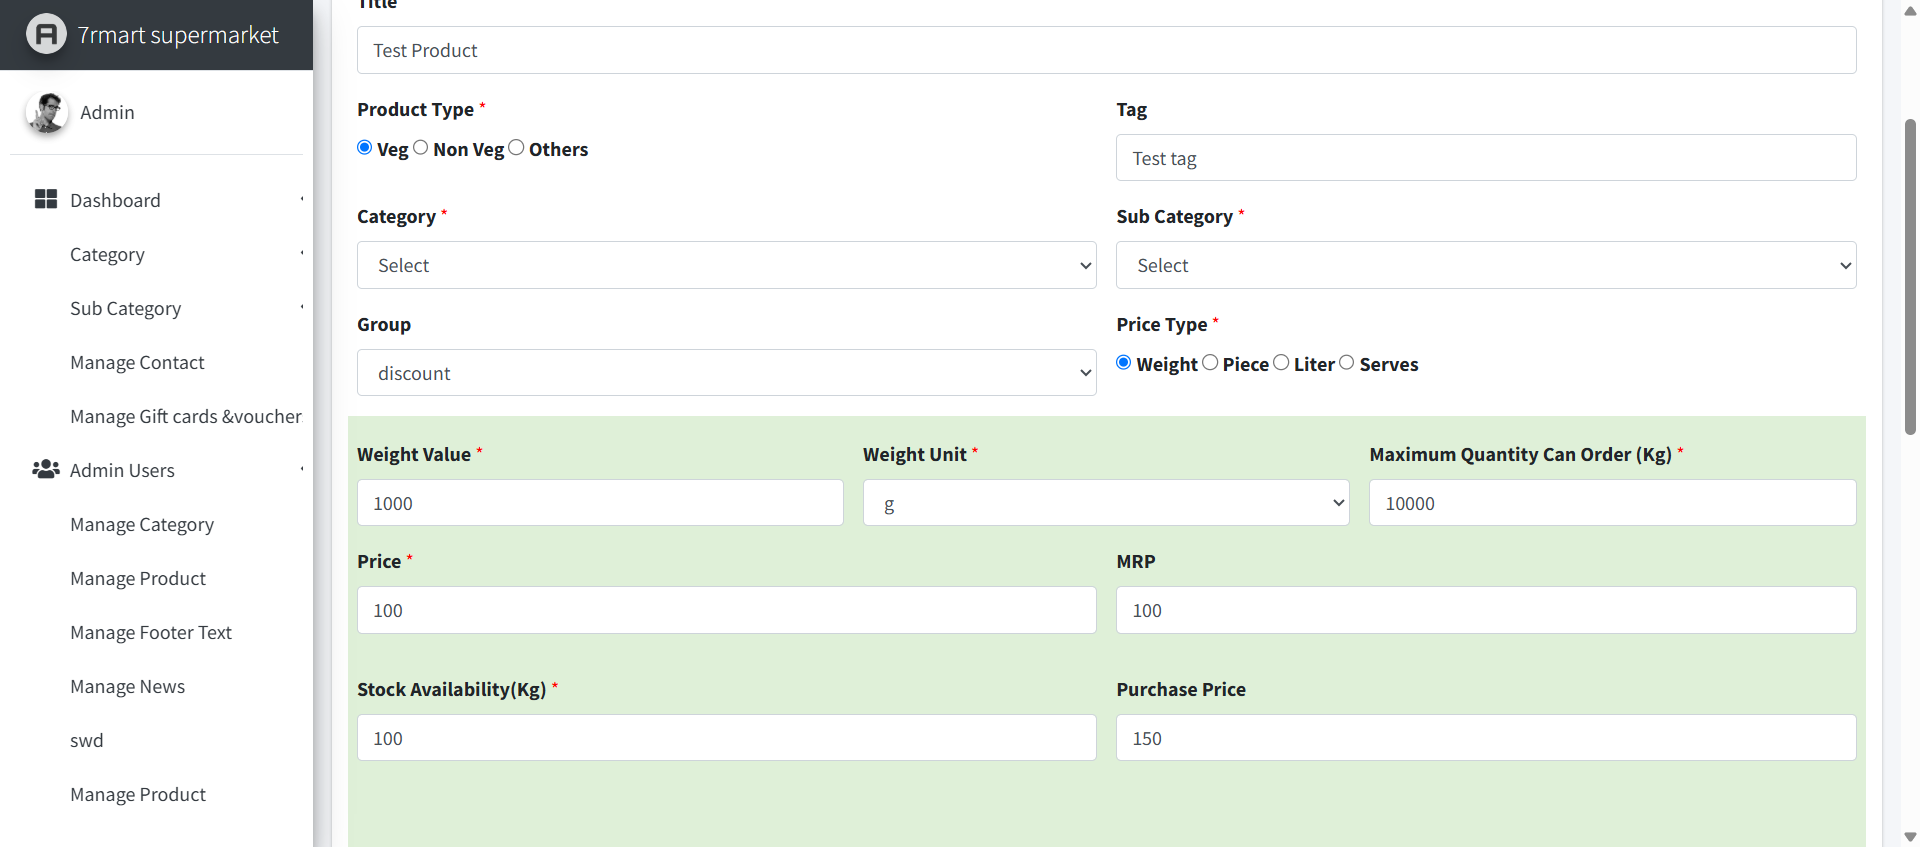 7rmart supermarket
Admin
Dashboard
Category
Sub Category
Manage Contact
Manage Gift cards &voucher
Admin Users
Manage Category
Manage Product
Manage Footer Text
Manage News
swd
Manage Product
Title
Test Product
Product Type *
Tag
Veg Non Veg Others
Test tag
Category *
Sub Category *
Select
Select
Group
Price Type *
discount
Weight Piece Liter Serves
Weight Value *
Weight Unit *
Maximum Quantity Can Order (Kg) *
1000
g
10000
Price *
MRP
100
100
Stock Availability(Kg) *
Purchase Price
100
150